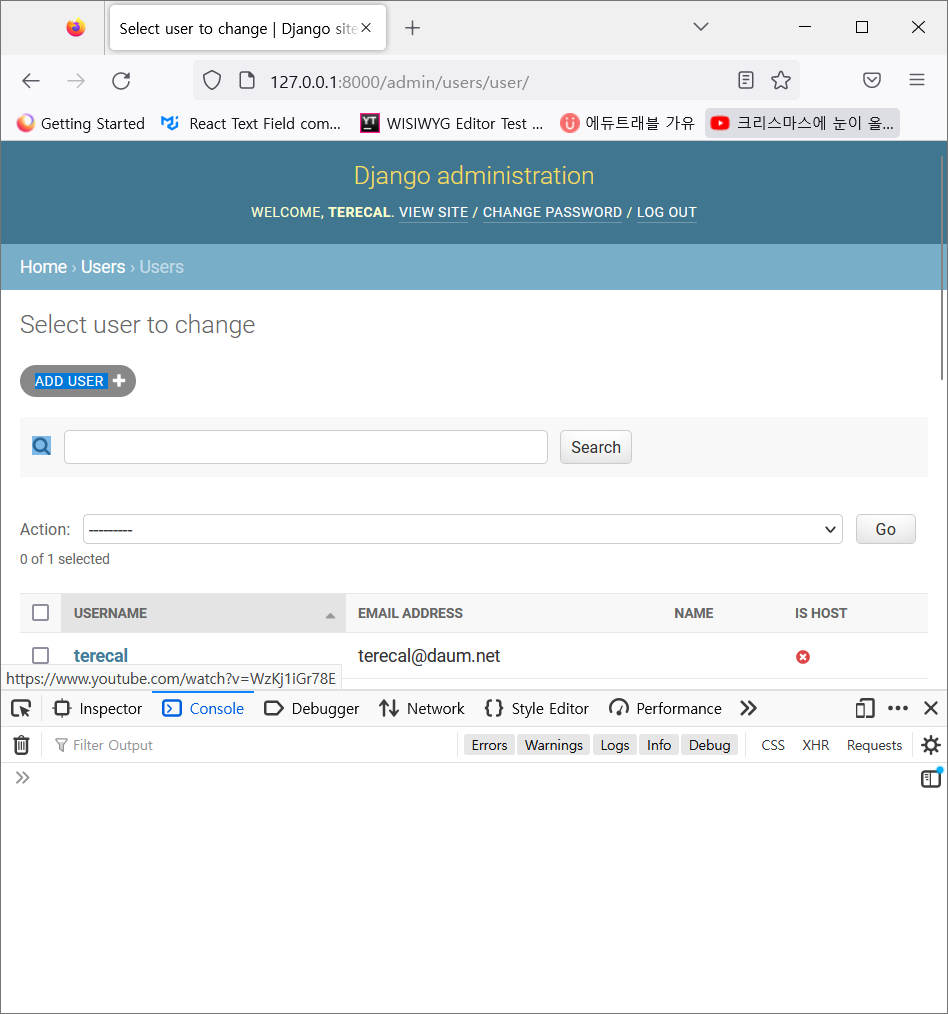 Select user to change | Django site
127.0.0.1:8000/admin/users/user/
Getting Started React Text Field com... YT WISIWYG Editor Test ... 에듀트래블 가유 크리스마스에 눈이 올...
Django administration
WELCOME, TERECAL. VIEW SITE / CHANGE PASSWORD / LOG OUT
Home › Users › Users
Select user to change
ADD USER
Search
Action: ---------
Go
0 of 1 selected
USERNAME EMAIL ADDRESS NAME IS HOST
terecal terecal@daum.net
https://www.youtube.com/watch?v=WzKj1iGr78E
Inspector Console Debugger Network Style Editor Performance
Filter Output Errors Warnings Logs Info Debug CSS XHR Requests